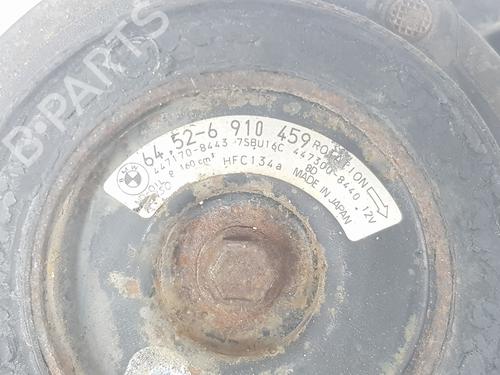 B-PARTS
64.52-6 910 459 ROTATION
447170-8443 7SBU16C 447300-8440 12V
160 cm³ HFC134a BD MADE IN JAPAN